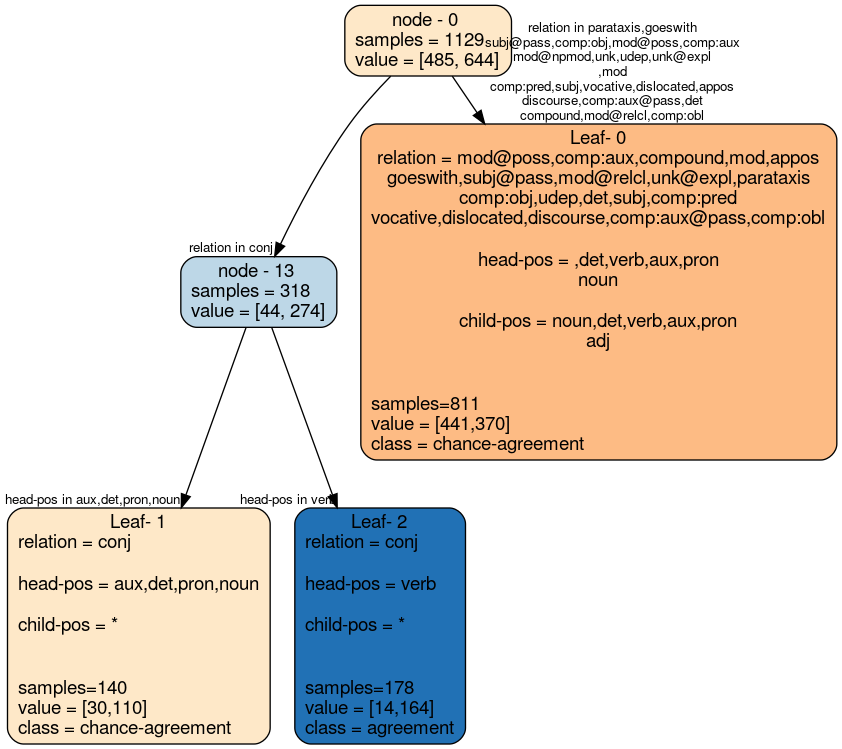 node - 0
samples = 1129
value = [485, 644]
relation in parataxis,goeswith
subj@pass,comp:obj,mod@poss,comp:aux
mod@npmod,unk,udep,unk@expl
,mod
comp:pred,subj,vocative,dislocated,appos
discourse,comp:aux@pass,det
compound,mod@relcl,comp:obl
Leaf- 0
relation = mod@poss,comp:aux,compound,mod,appos
goeswith,subj@pass,mod@relcl,unk@expl,parataxis
comp:obj,udep,det,subj,comp:pred
vocative,dislocated,discourse,comp:aux@pass,comp:obl
head-pos = ,det,verb,aux,pron
noun
child-pos = noun,det,verb,aux,pron
adj
samples=811
value = [441,370]
class = chance-agreement
relation in conj
node - 13
samples = 318
value = [44, 274]
head-pos in aux,det,pron,noun
Leaf- 1
relation = conj
head-pos = aux,det,pron,noun
child-pos = *
samples=140
value = [30,110]
class = chance-agreement
head-pos in verb
Leaf- 2
relation = conj
head-pos = verb
child-pos = *
samples=178
value = [14,164]
class = agreement